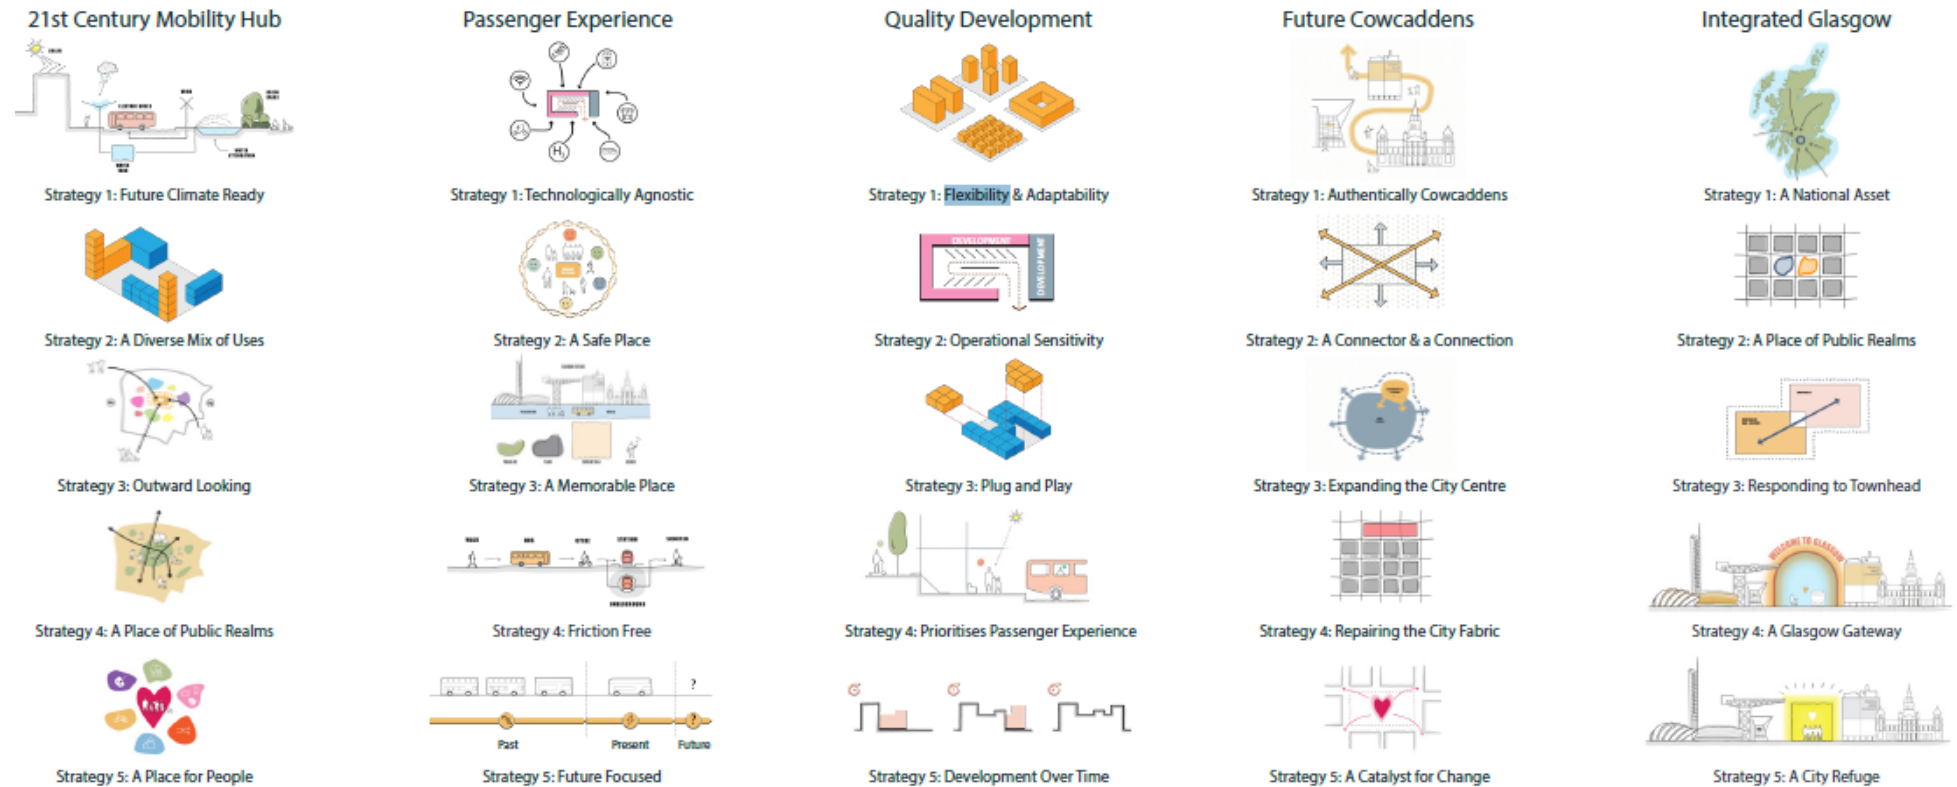 21st Century Mobility Hub
Passenger Experience
Quality Development
Future Cowcaddens
Integrated Glasgow
Strategy 1: Future Climate Ready
Strategy 1: Technologically Agnostic
Strategy 1: Flexibility & Adaptability
Strategy 1: Authentically Cowcaddens
Strategy 1: A National Asset
H₂
DEVELOPMENT
DEVELOPMENT
Strategy 2: A Diverse Mix of Uses
Strategy 2: A Safe Place
Strategy 2: Operational Sensitivity
Strategy 2: A Connector & a Connection
Strategy 2: A Place of Public Realms
Strategy 3: Outward Looking
Strategy 3: A Memorable Place
Strategy 3: Plug and Play
Strategy 3: Expanding the City Centre
Strategy 3: Responding to Townhead
WELCOME TO GLASGOW
Strategy 4: A Place of Public Realms
Strategy 4: Friction Free
Strategy 4: Prioritises Passenger Experience
Strategy 4: Repairing the City Fabric
Strategy 4: A Glasgow Gateway
?
?
Past Present Future
Strategy 5: A Place for People
Strategy 5: Future Focused
Strategy 5: Development Over Time
Strategy 5: A Catalyst for Change
Strategy 5: A City Refuge